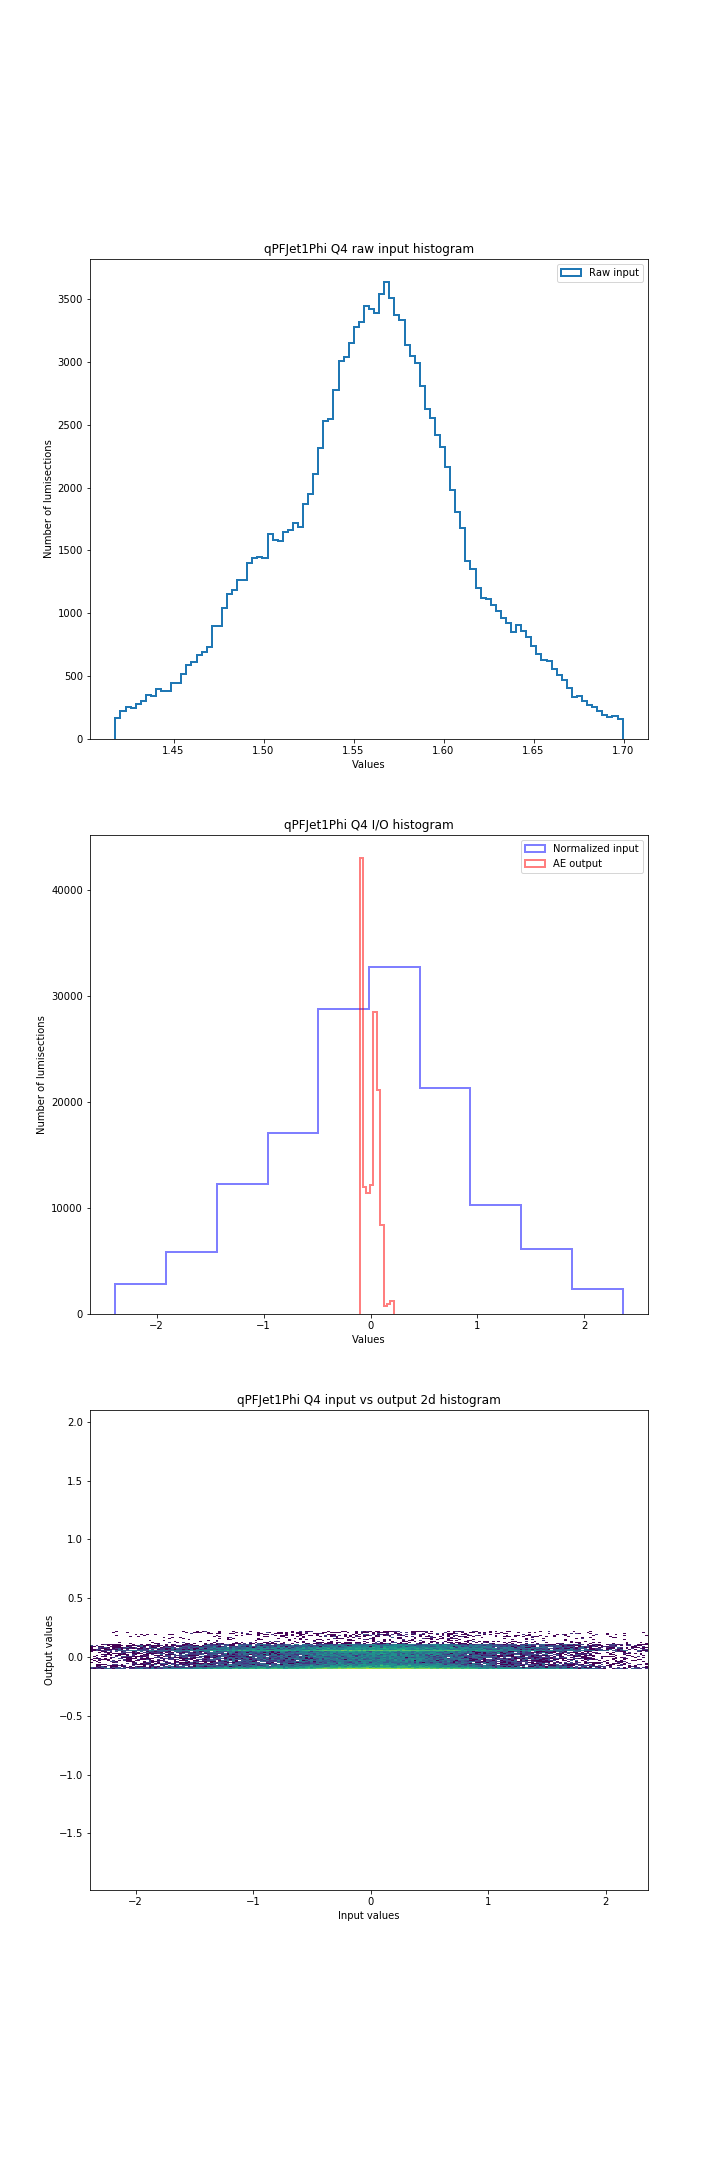 qPFJet1Phi Q4 raw input histogram
Raw input
3500
3000
2500
2000
1500
1000
500
0
Number of lumisections
1.45 1.50 1.55 1.60 1.65 1.70
Values
qPFJet1Phi Q4 I/O histogram
Normalized input
AE output
40000
30000
20000
10000
0
Number of lumisections
−2 −1 0 1 2
Values
qPFJet1Phi Q4 input vs output 2d histogram
2.0
1.5
1.0
0.5
0.0
−0.5
−1.0
−1.5
Output values
−2 −1 0 1 2
Input values